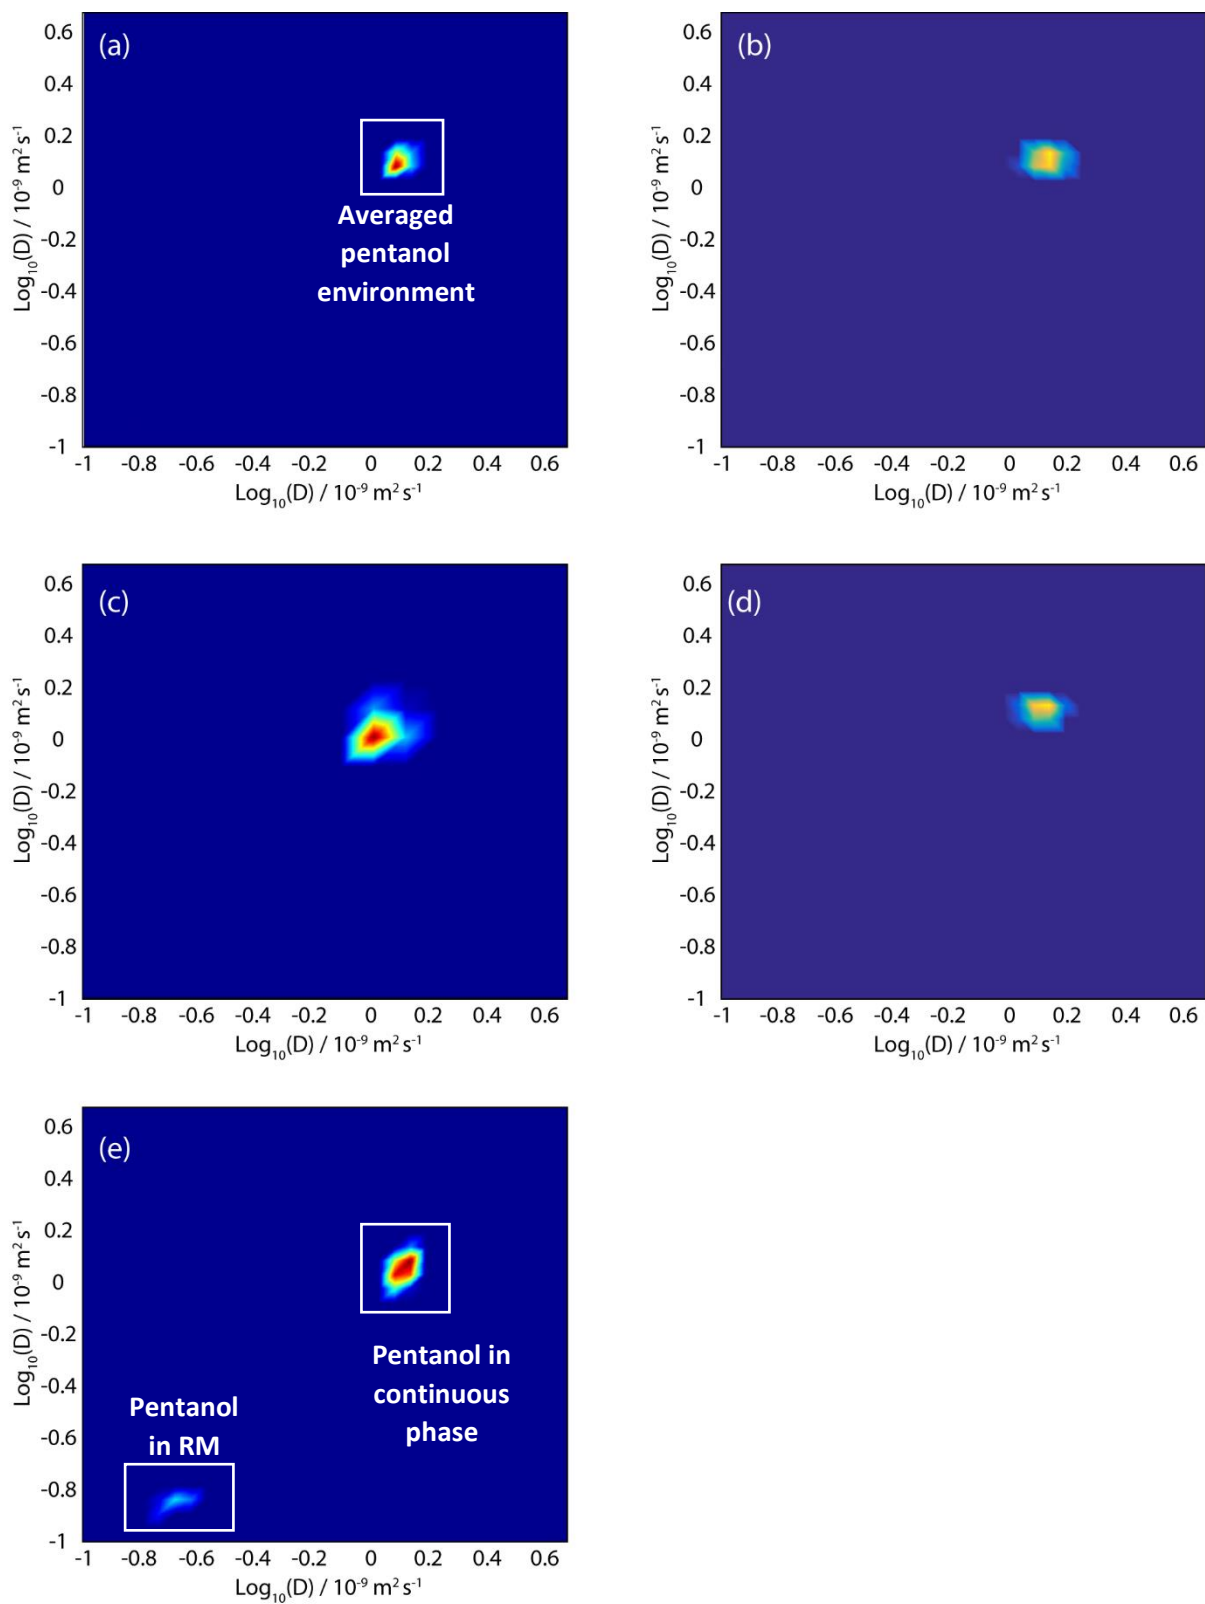 (a)
0.6
0.4
0.2
0
-0.2
-0.4
-0.6
-0.8
-1
Log10(D) / 10-9 m2 s-1
Averaged
pentanol
environment
-1 -0.8 -0.6 -0.4 -0.2 0 0.2 0.4 0.6
Log10(D) / 10-9 m2 s-1
(b)
0.6
0.4
0.2
0
-0.2
-0.4
-0.6
-0.8
-1
Log10(D) / 10-9 m2 s-1
-1 -0.8 -0.6 -0.4 -0.2 0 0.2 0.4 0.6
Log10(D) / 10-9 m2 s-1
(c)
0.6
0.4
0.2
0
-0.2
-0.4
-0.6
-0.8
-1
Log10(D) / 10-9 m2 s-1
-1 -0.8 -0.6 -0.4 -0.2 0 0.2 0.4 0.6
Log10(D) / 10-9 m2 s-1
(d)
0.6
0.4
0.2
0
-0.2
-0.4
-0.6
-0.8
-1
Log10(D) / 10-9 m2 s-1
-1 -0.8 -0.6 -0.4 -0.2 0 0.2 0.4 0.6
Log10(D) / 10-9 m2 s-1
(e)
0.6
0.4
0.2
0
-0.2
-0.4
-0.6
-0.8
-1
Log10(D) / 10-9 m2 s-1
Pentanol in
continuous
phase
Pentanol
in RM
-1 -0.8 -0.6 -0.4 -0.2 0 0.2 0.4 0.6
Log10(D) / 10-9 m2 s-1